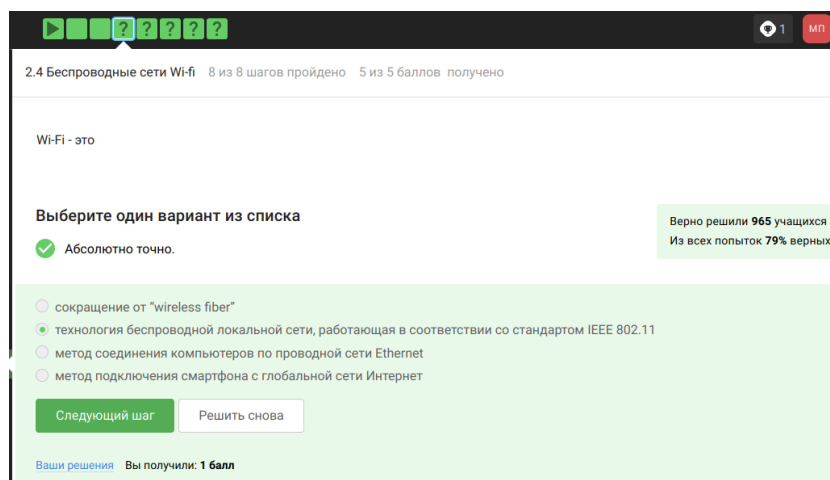 ? ? ? ? ?
1 МП
2.4 Беспроводные сети Wi-fi 8 из 8 шагов пройдено 5 из 5 баллов получено
Wi-Fi - это
Выберите один вариант из списка
Верно решили 965 учащихся
Абсолютно точно.
Из всех попыток 79% верных
сокращение от "wireless fiber"
технология беспроводной локальной сети, работающая в соответствии со стандартом IEEE 802.11
метод соединения компьютеров по проводной сети Ethernet
метод подключения смартфона с глобальной сети Интернет
Следующий шаг Решить снова
Ваши решения Вы получили: 1 балл